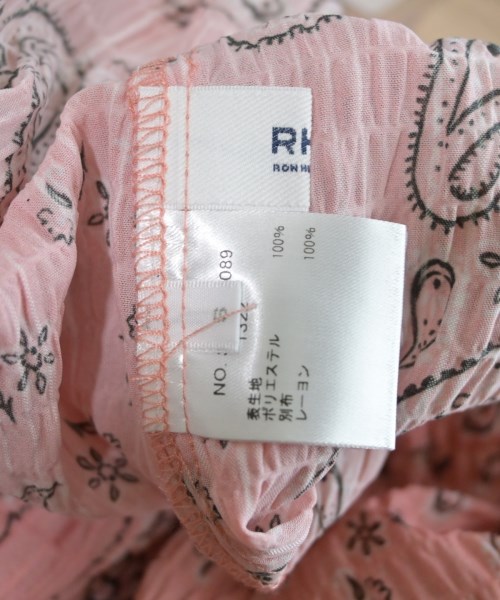 RH
RON HE
NO.
089
132
S
表生地
ポリエステル 100%
別布
レーヨン 100%